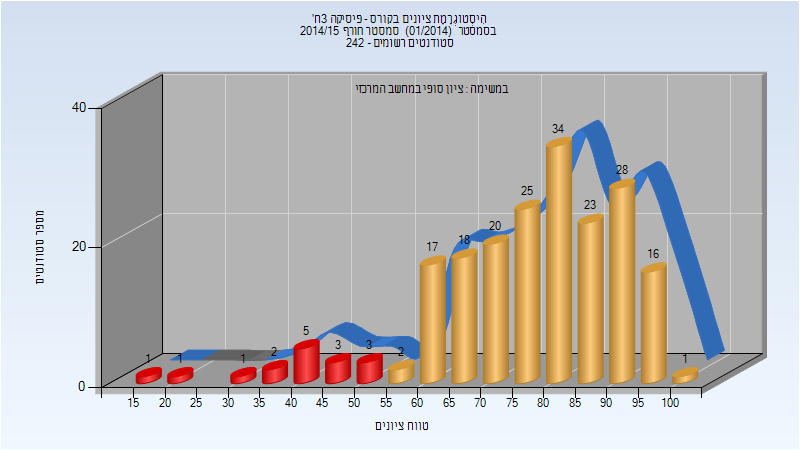 היסטוגרמת ציונים בקורס - פיסיקה 3ח'
בסמסטר (01/2014) סמסטר חורף 2014/15
סטודנטים רשומים - 242
במשימה : ציון סופי במחשב המרכזי
מספר סטודנטים
40
20
0
1 1 1 2 5 3 3 2 17 18 20 25 34 23 28 16 1
15 20 25 30 35 40 45 50 55 60 65 70 75 80 85 90 95 100
טווח ציונים